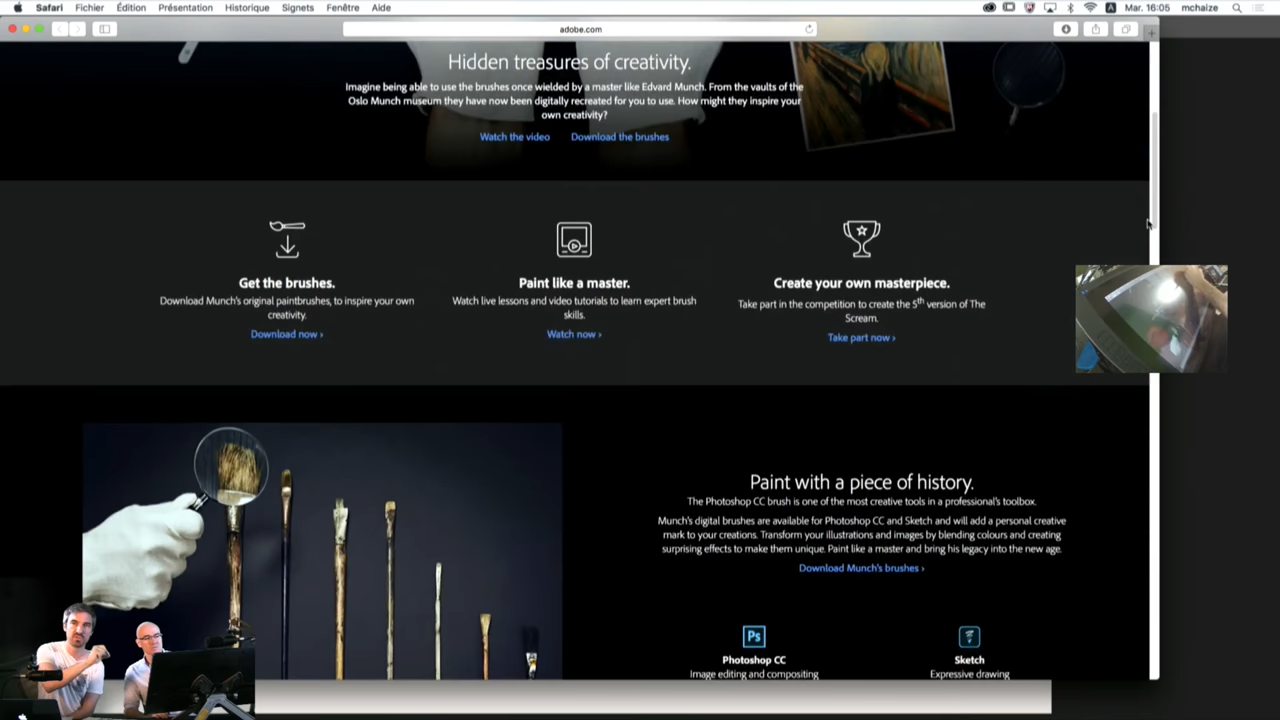 Safari Fichier Édition Présentation Historique Signets Fenêtre Aide Mar. 16:05 mchaize
adobe.com
Hidden treasures of creativity.
Imagine being able to use the brushes once wielded by a master like Edvard Munch. From the vaults of the
Oslo Munch museum they have now been digitally recreated for you to use. How might they inspire your
own creativity?
Watch the video Download the brushes
Get the brushes.
Download Munch's original paintbrushes, to inspire your own
creativity.
Download now ›
Paint like a master.
Watch live lessons and video tutorials to learn expert brush
skills.
Watch now ›
Create your own masterpiece.
Take part in the competition to create the 5th version of The
Scream.
Take part now ›
Paint with a piece of history.
The Photoshop CC brush is one of the most creative tools in a professional's toolbox.
Munch's digital brushes are available for Photoshop CC and Sketch and will add a personal creative
mark to your creations. Transform your illustrations and images by blending colours and creating
surprising effects to make them unique. Paint like a master and bring his legacy into the new age.
Download Munch's brushes ›
Ps
Photoshop CC
Image editing and compositing
Sketch
Expressive drawing